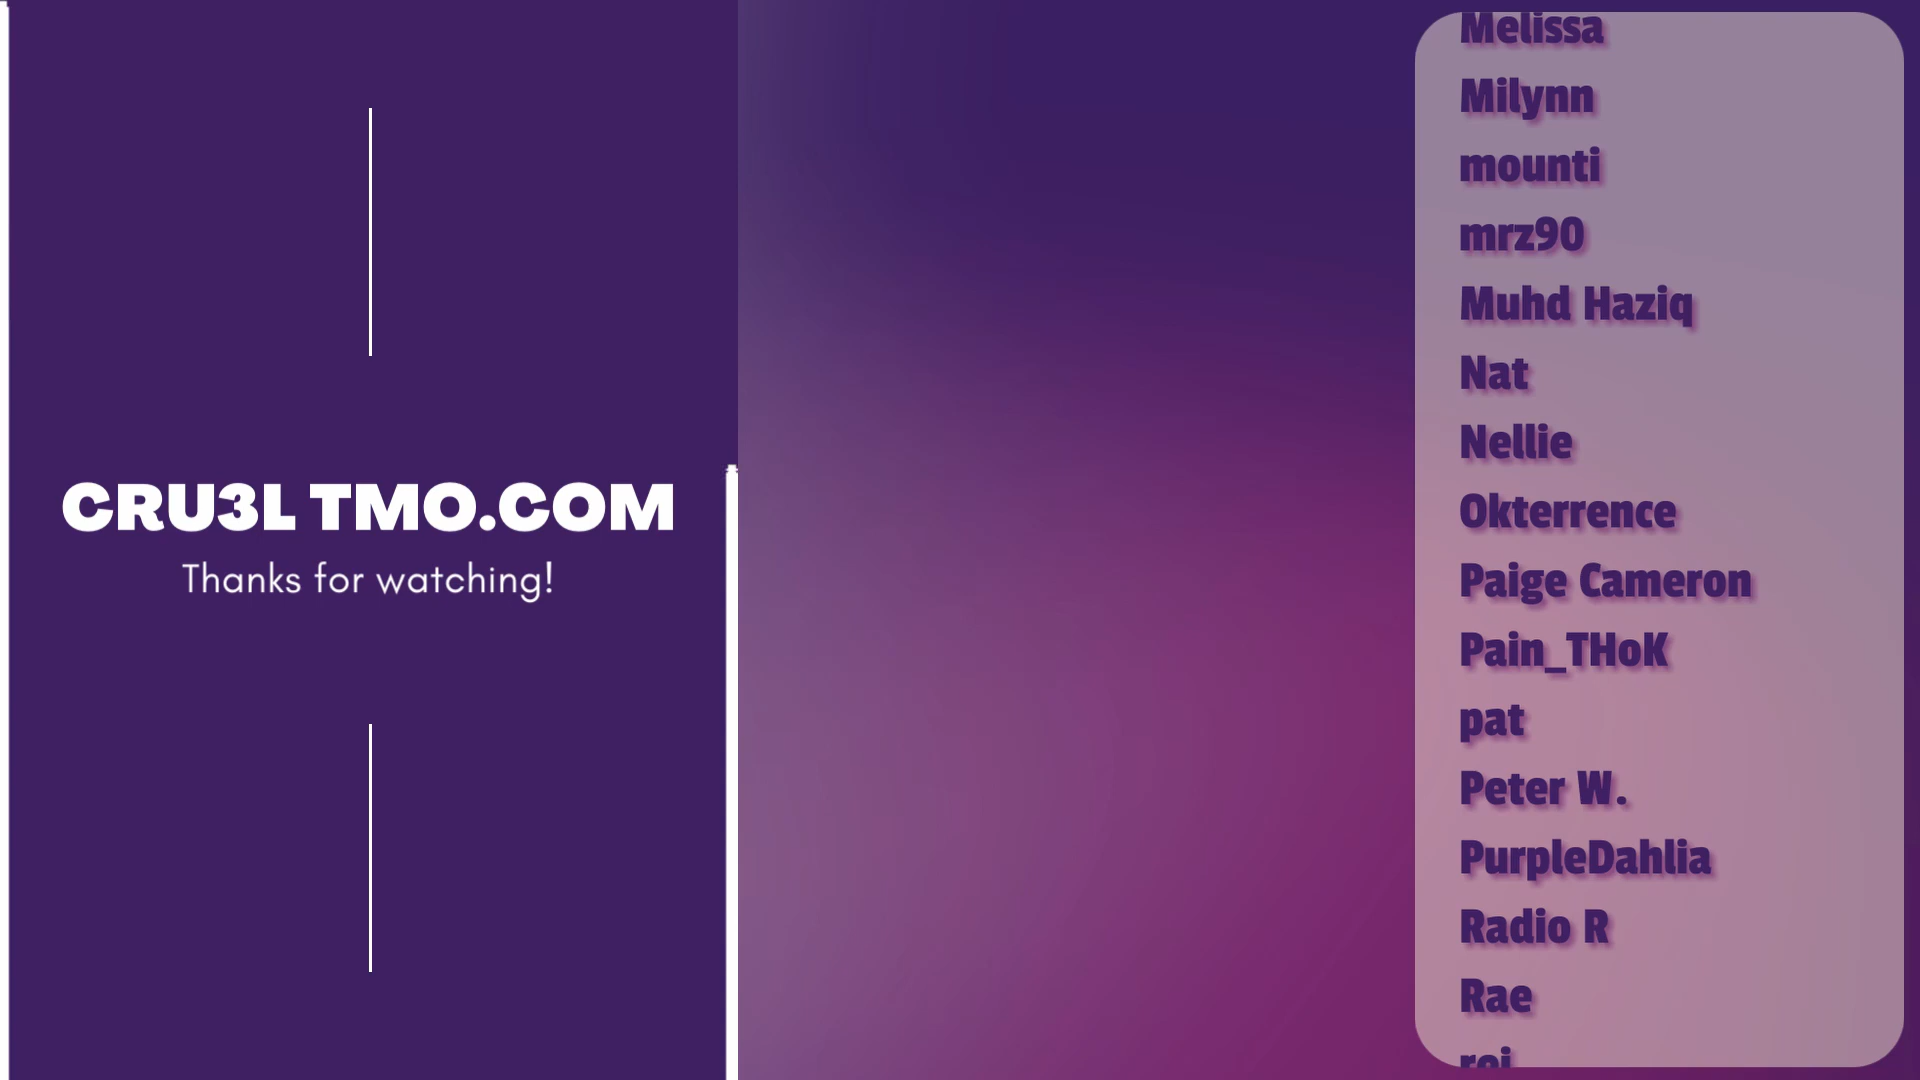 CRU3L TMO.COM
Thanks for watching!
Melissa
Milynn
mounti
mrz90
Muhd Haziq
Nat
Nellie
Okterrence
Paige Cameron
Pain_THoK
pat
Peter W.
PurpleDahlia
Radio R
Rae